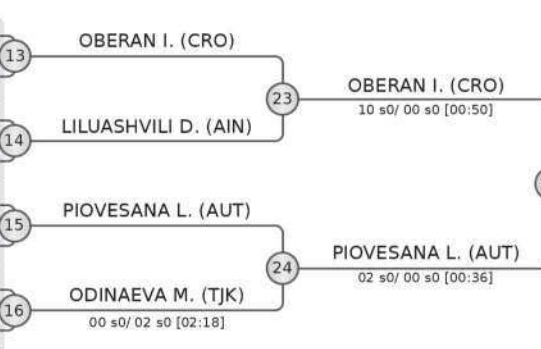 13
OBERAN I. (CRO)
23
OBERAN I. (CRO)
10 s0/ 00 s0 [00:50]
14
LILUASHVILI D. (AIN)
15
PIOVESANA L. (AUT)
24
PIOVESANA L. (AUT)
02 s0/ 00 s0 [00:36]
16
ODINAEVA M. (TJK)
00 s0/ 02 s0 [02:18]